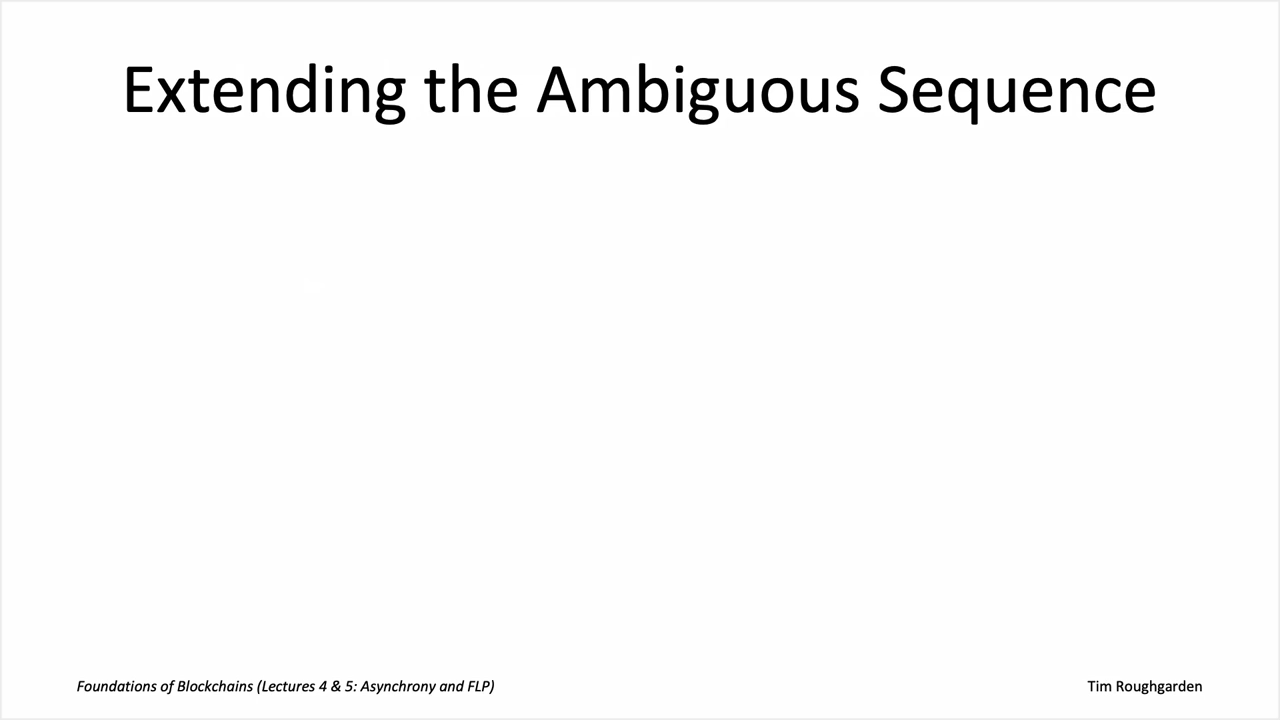 Extending the Ambiguous Sequence
Foundations of Blockchains (Lectures 4 & 5: Asynchrony and FLP)
Tim Roughgarden